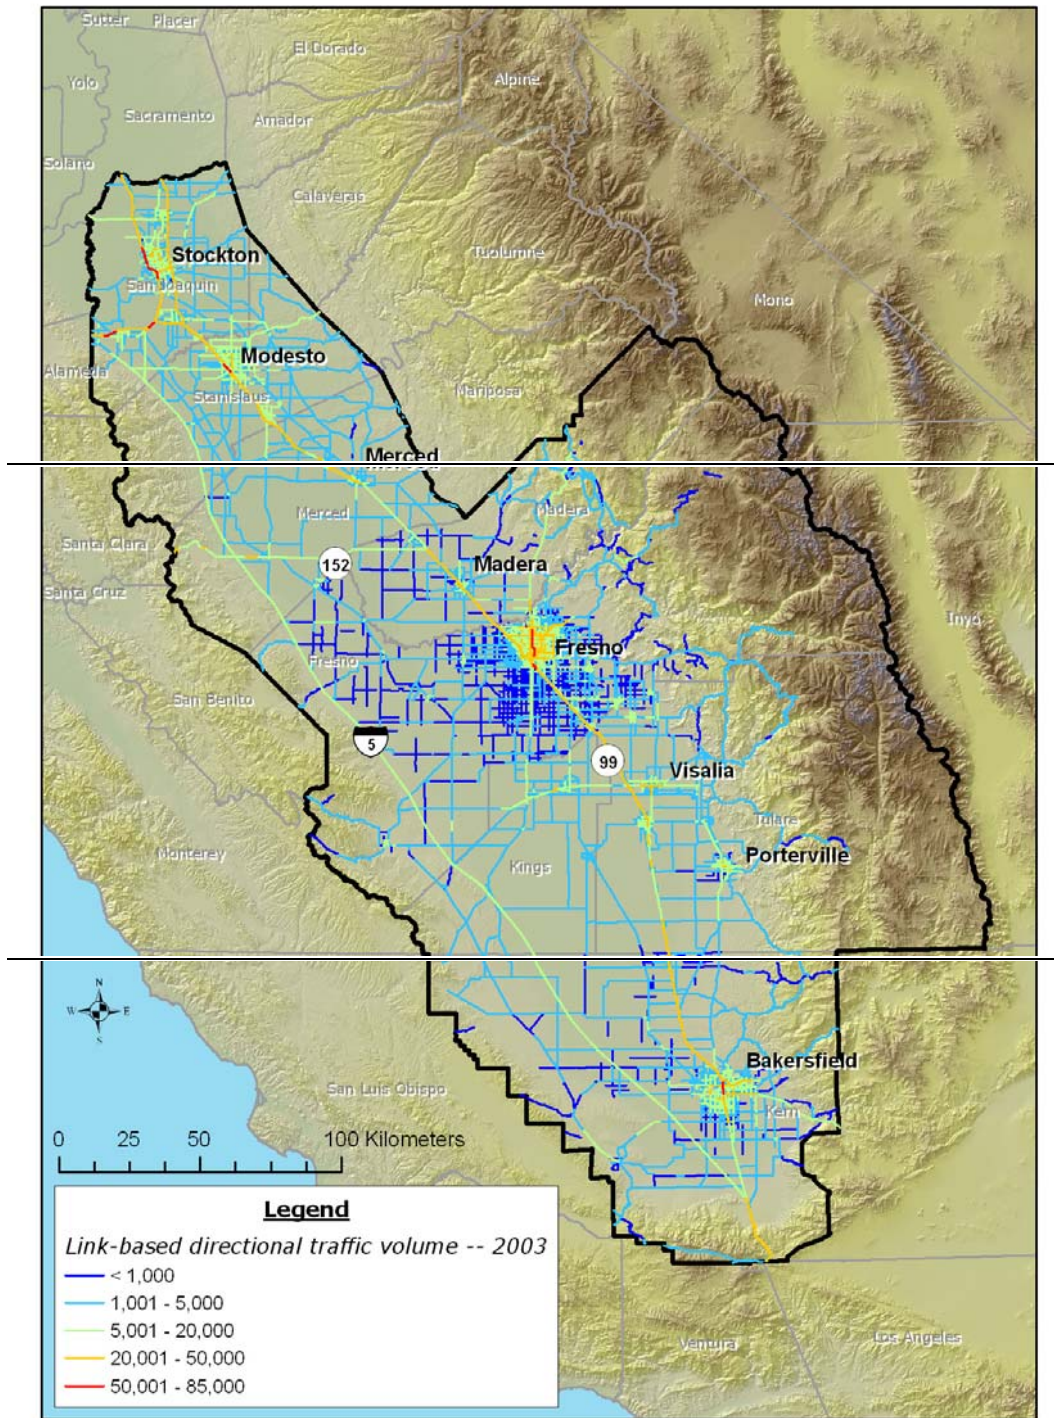 Sutter
Placer
El Dorado
Yolo
Alpine
Sacramento
Amador
Solano
Calaveras
Stockton
Tuolumne
San Joaquin
Mono
Modesto
Alameda
Stanislaus
Mariposa
Merced
Merced
Madera
Santa Clara
152
Madera
Santa Cruz
Inyo
Fresno
Fresno
San Benito
5
99
Visalia
Tulare
Monterey
Porterville
Kings
N
W E
S
Bakersfield
San Luis Obispo
Kern
0 25 50 100 Kilometers
Legend
Link-based directional traffic volume -- 2003
< 1,000
1,001 - 5,000
5,001 - 20,000
20,001 - 50,000
50,001 - 85,000
Ventura
Los Angeles